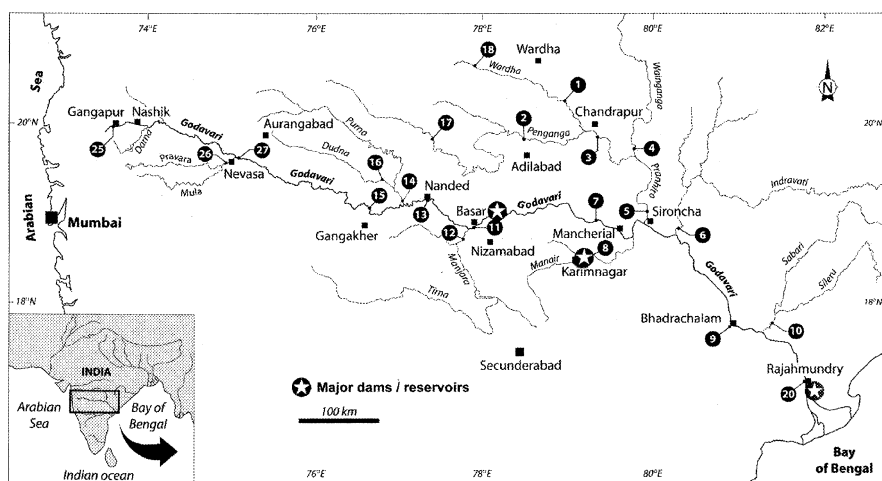 74°E
76°E
78°E
80°E
82°E
Sea
18
Wardha
Wardha
1
Wainganga
N
20°N
Gangapur
Nashik
Godavari
Aurangabad
Purna
17
2
Chandrapur
20°N
Darna
Penganga
Dudna
25
Pravara
26
27
16
Adilabad
3
4
Nevasa
Godavari
14
Pranhita
Mula
15
Nanded
Godavari
7
5
Sironcha
Indravati
Arabian
Mumbai
Basar
13
11
Mancherial
6
Gangakher
12
Nizamabad
8
Sabari
Manjara
Manair
Karimnagar
Godavari
Sileru
18°N
Tirna
18°N
Bhadrachalam
9
10
INDIA
Secunderabad
Rajahmundry
Major dams / reservoirs
20
Arabian
Sea
Bay of
Bengal
100 km
Indian ocean
Bay
of Bengal
76°E
78°E
80°E